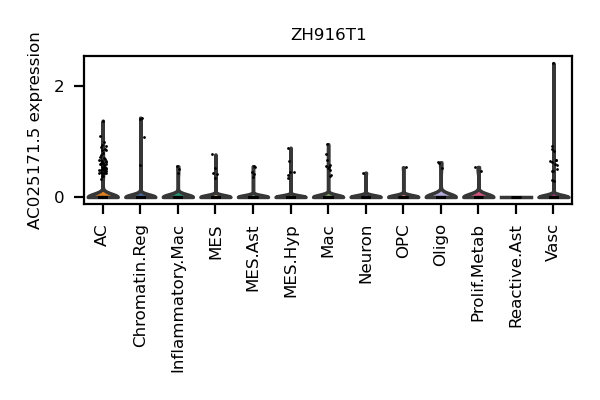 ZH916T1
AC025171.5 expression
2
0
AC
Chromatin.Reg
Inflammatory.Mac
MES
MES.Ast
MES.Hyp
Mac
Neuron
OPC
Oligo
Prolif.Metab
Reactive.Ast
Vasc